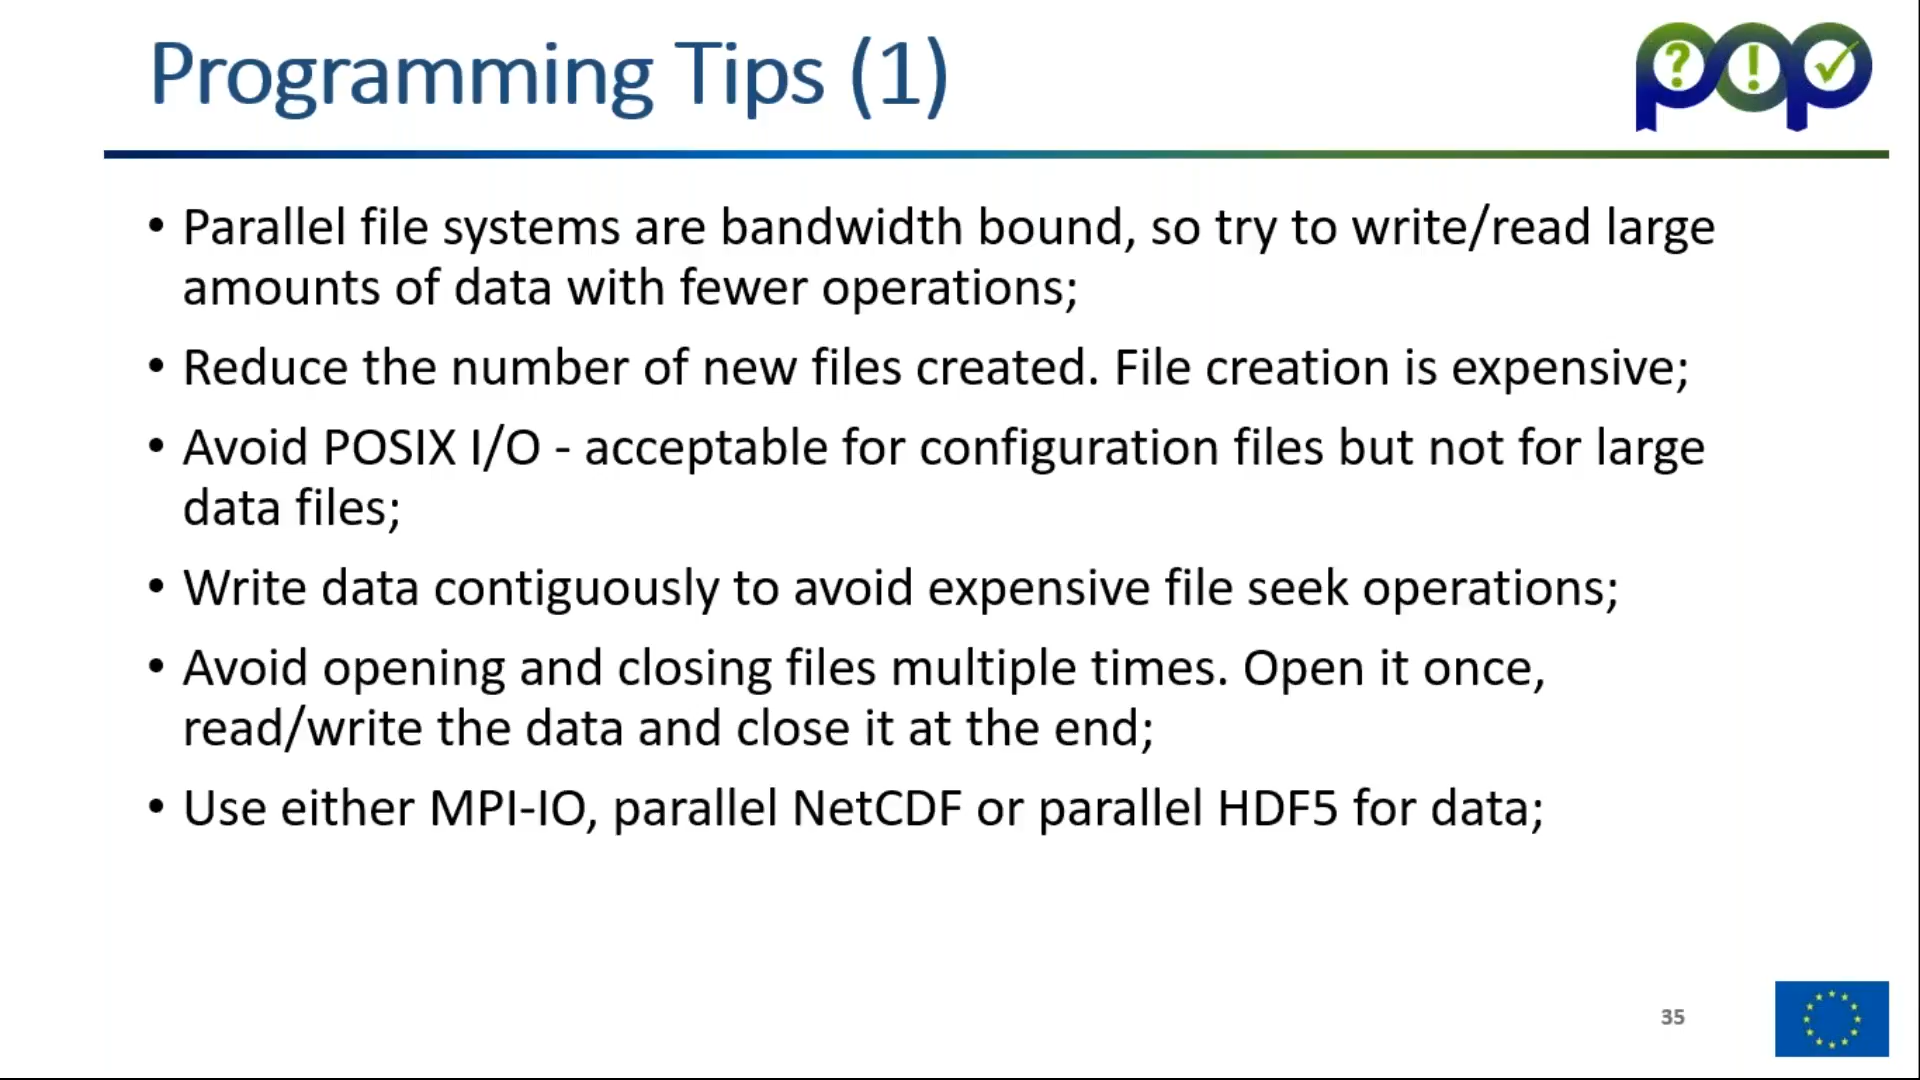 Programming Tips (1)
pop
• Parallel file systems are bandwidth bound, so try to write/read large
amounts of data with fewer operations;
• Reduce the number of new files created. File creation is expensive;
• Avoid POSIX I/O - acceptable for configuration files but not for large
data files;
• Write data contiguously to avoid expensive file seek operations;
• Avoid opening and closing files multiple times. Open it once,
read/write the data and close it at the end;
• Use either MPI-IO, parallel NetCDF or parallel HDF5 for data;
35